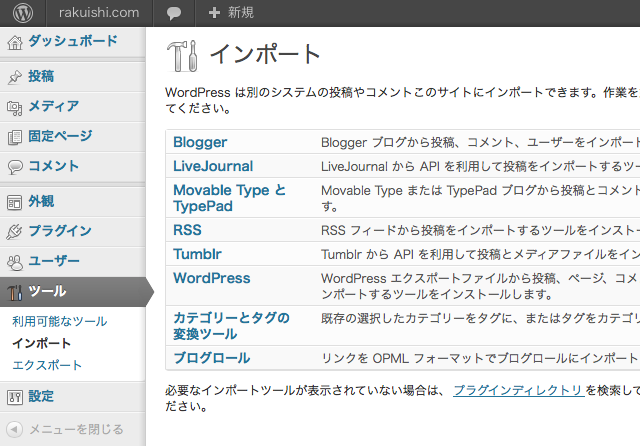 rakuishi.com + 新規
ダッシュボード
投稿
メディア
固定ページ
コメント
外観
プラグイン
ユーザー
ツール
利用可能なツール
インポート
エクスポート
設定
メニューを閉じる
インポート
WordPress は別のシステムの投稿やコメントこのサイトにインポートできます。作業を
てください。
Blogger Blogger ブログから投稿、コメント、ユーザーをインポート
LiveJournal LiveJournal から API を利用して投稿をインポートするツー
Movable Type と Movable Type または TypePad ブログから投稿とコメント
TypePad す。
RSS RSS フィードから投稿をインポートするツールをインストー
Tumblr Tumblr から API を利用して投稿とメディアファイルをイン
WordPress WordPress エクスポートファイルから投稿、ページ、コメ
ンポートするツールをインストールします。
カテゴリーとタグの 既存の選択したカテゴリーをタグに、またはタグをカテゴリ
変換ツール
ブログロール リンクを OPML フォーマットでブログロールにインポート
必要なインポートツールが表示されていない場合は、 プラグインディレクトリ を検索して
ださい。